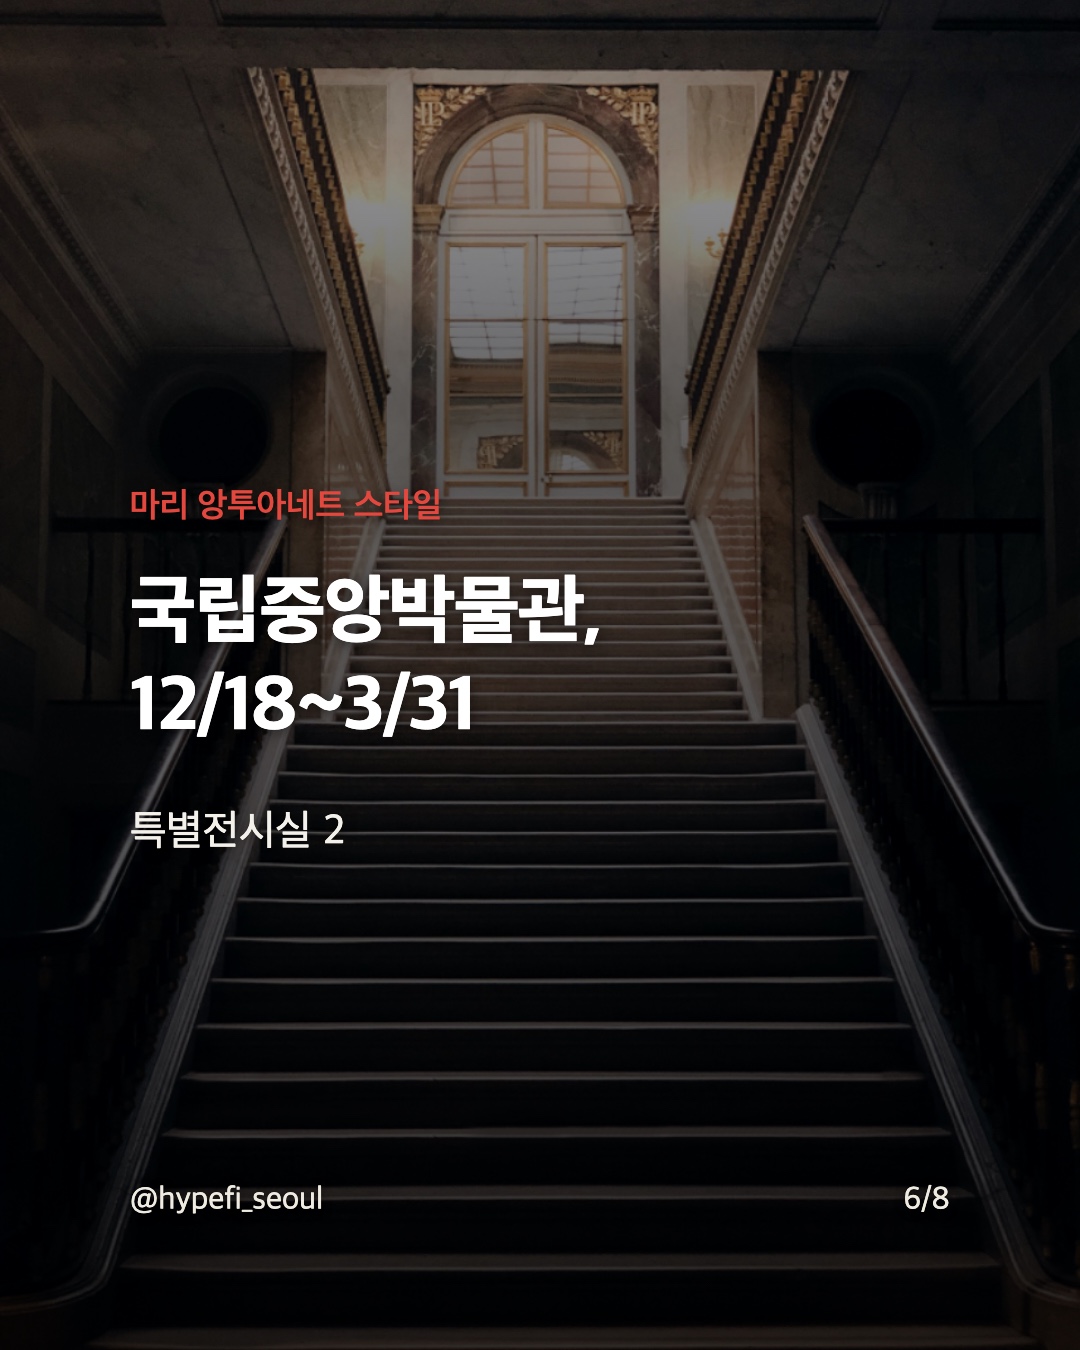 마리 앙투아네트 스타일
국립중앙박물관,
12/18~3/31
특별전시실 2
@hypefi_seoul
6/8